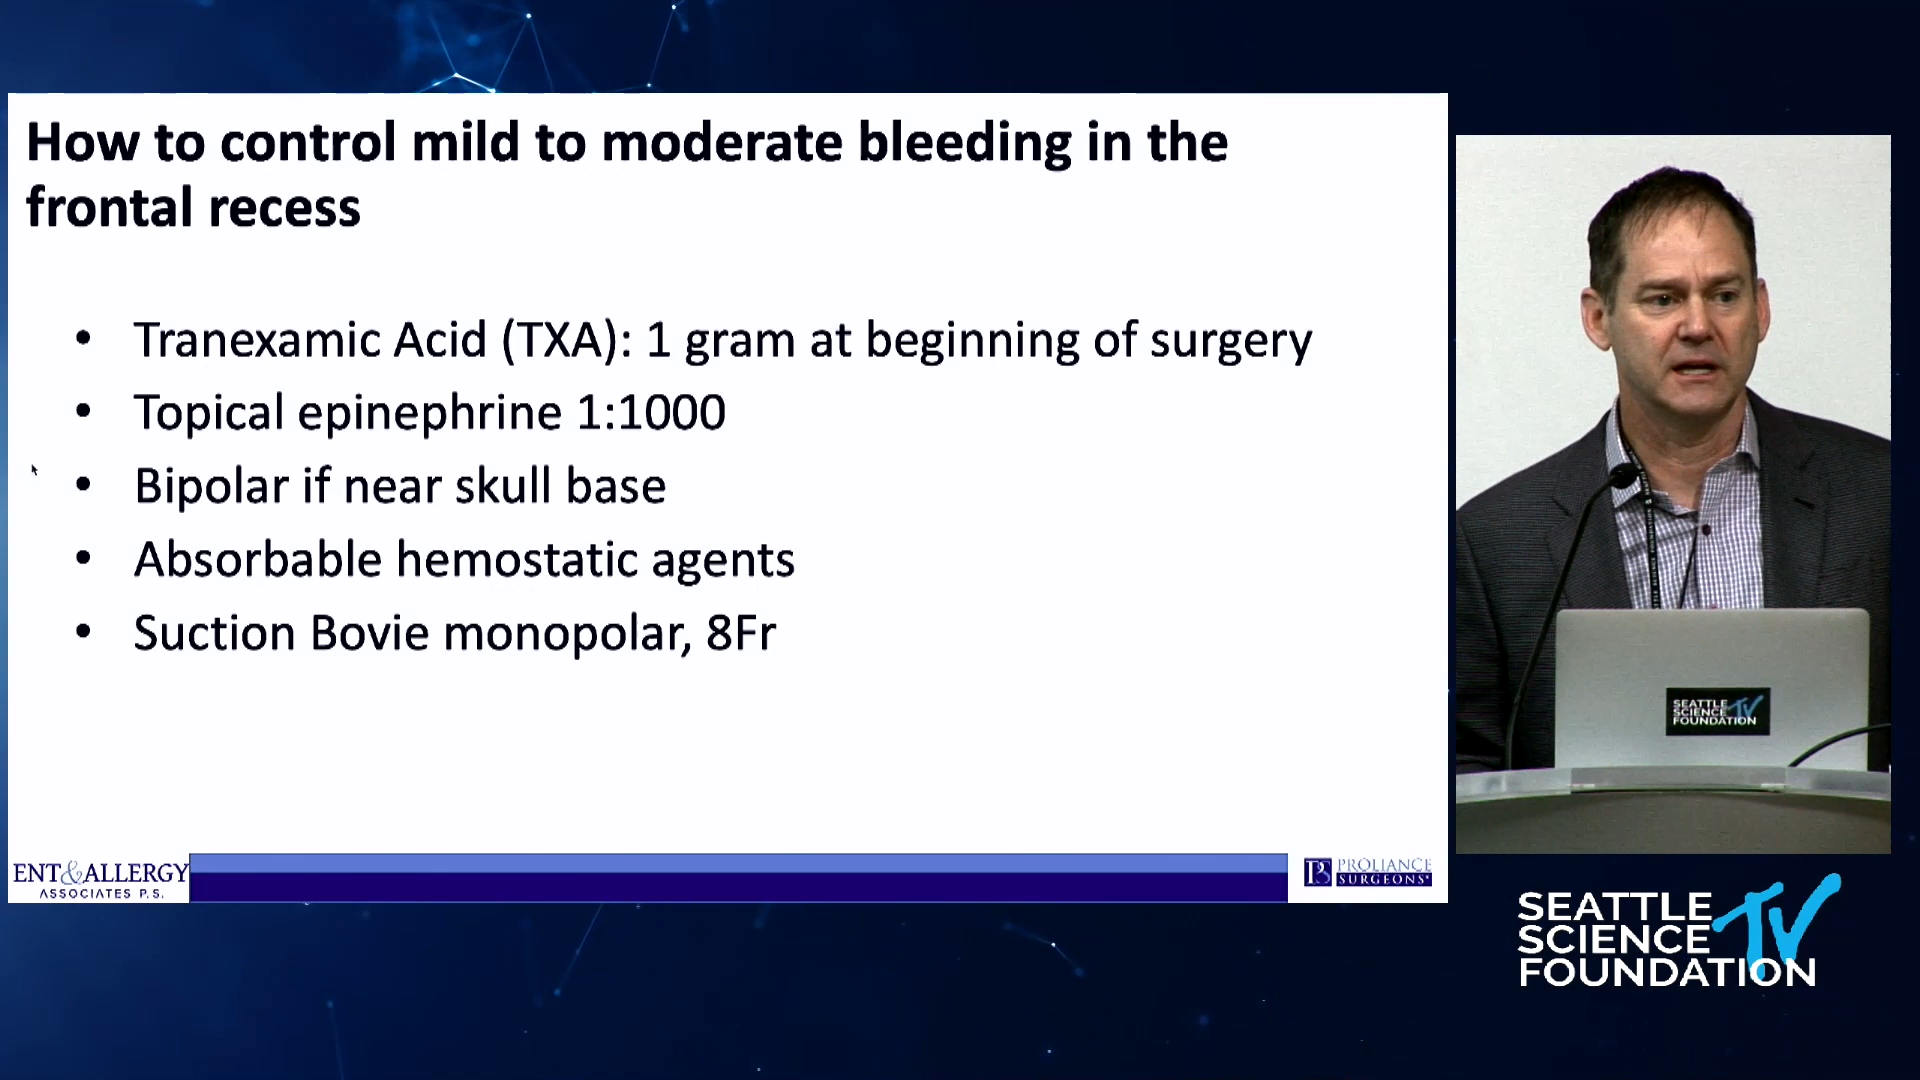 How to control mild to moderate bleeding in the
frontal recess
• Tranexamic Acid (TXA): 1 gram at beginning of surgery
• Topical epinephrine 1:1000
• Bipolar if near skull base
• Absorbable hemostatic agents
• Suction Bovie monopolar, 8Fr
ENT&ALLERGY
ASSOCIATES P.S.
PS PROLIANCE
SURGEONS
SEATTLE
SCIENCE
FOUNDATION
TV
SEATTLE
SCIENCE
FOUNDATION
TV